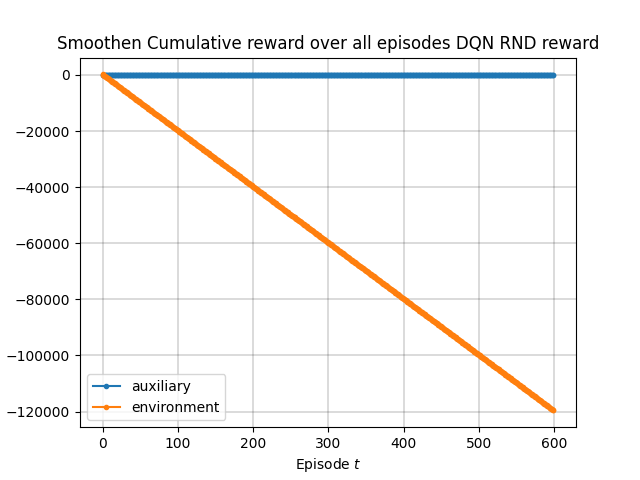 Smoothen Cumulative reward over all episodes DQN RND reward
0
−20000
−40000
−60000
−80000
−100000
−120000
auxiliary
environment
0 100 200 300 400 500 600
Episode t